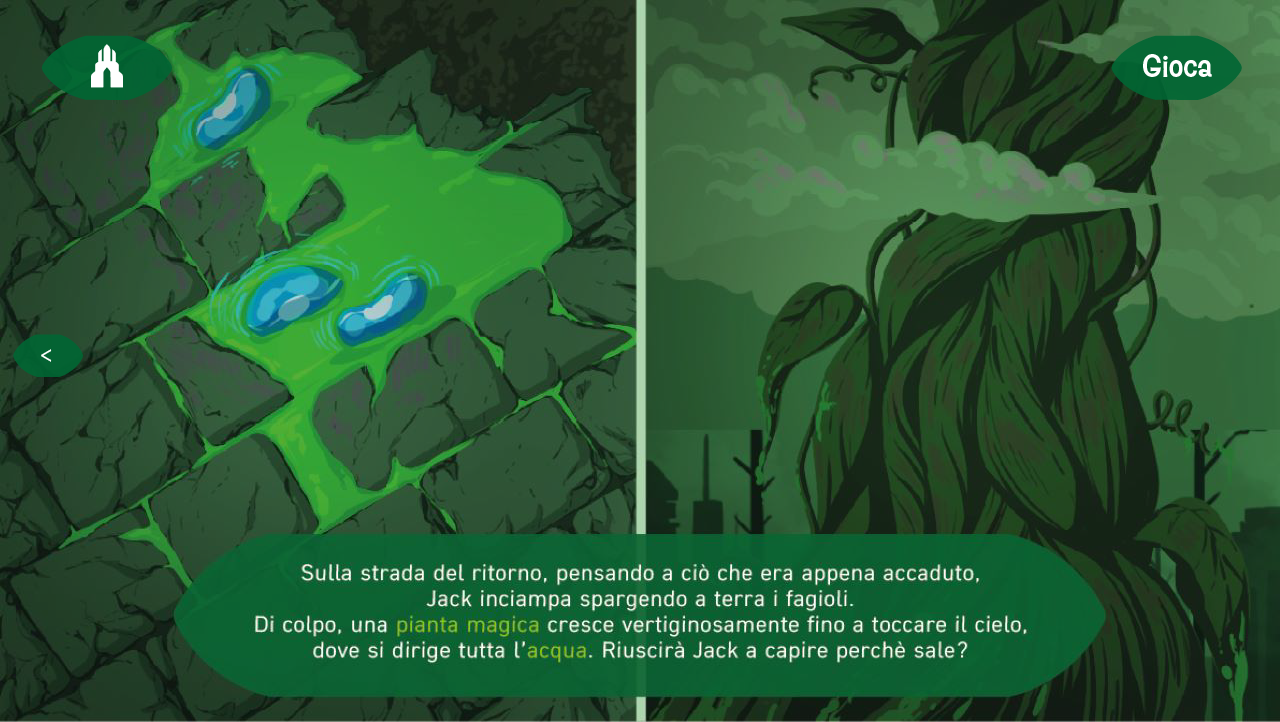 Gioca
<
Sulla strada del ritorno, pensando a ciò che era appena accaduto,
Jack inciampa spargendo a terra i fagioli.
Di colpo, una pianta magica cresce vertiginosamente fino a toccare il cielo,
dove si dirige tutta l'acqua. Riuscirà Jack a capire perchè sale?